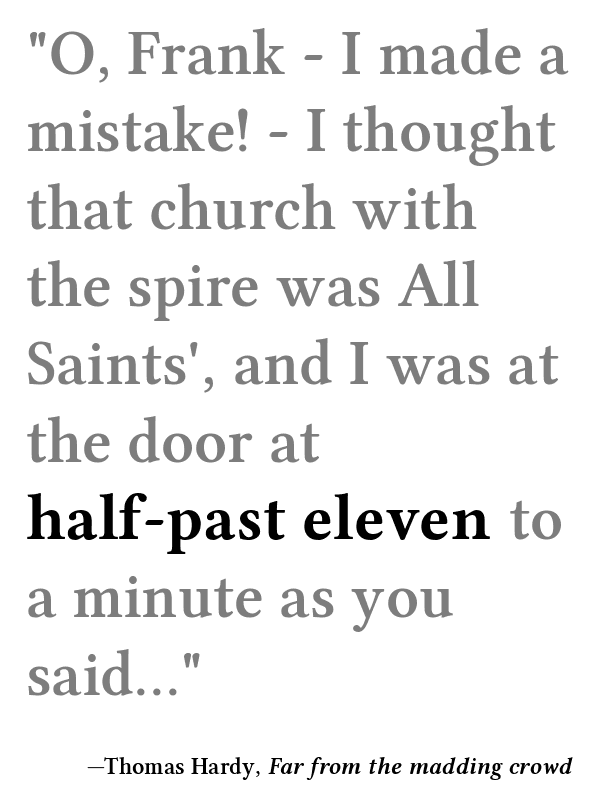 "O, Frank - I made a
mistake! - I thought
that church with
the spire was All
Saints', and I was at
the door at
half-past eleven to
a minute as you
said..."
—Thomas Hardy, Far from the madding crowd